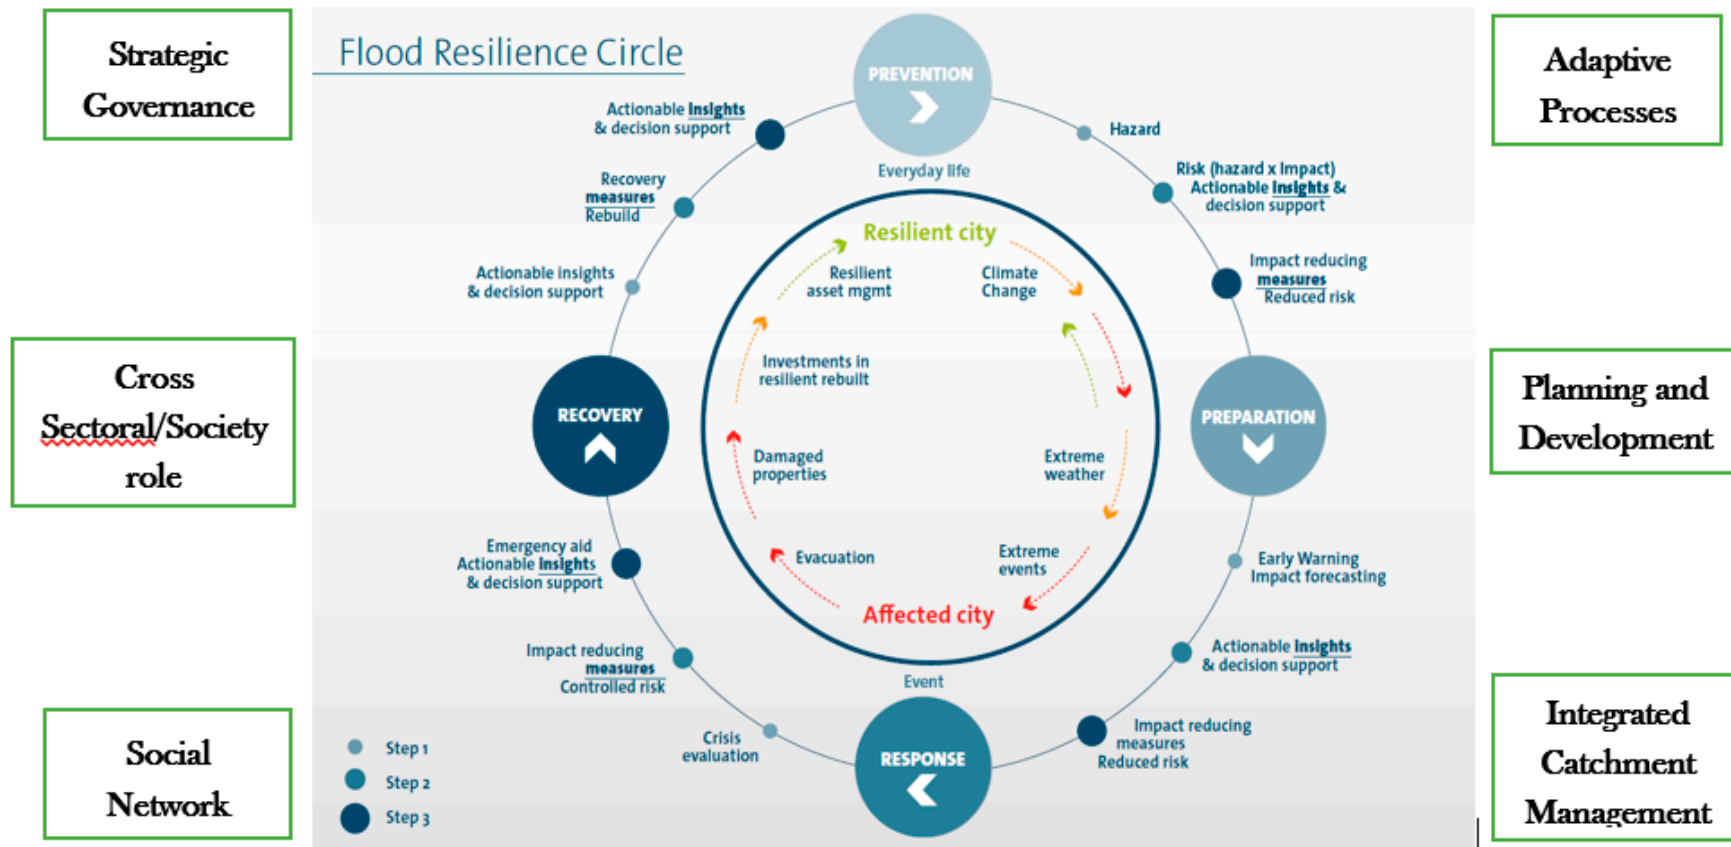 Strategic
Governance
Cross
Sectoral/Society
role
Social
Network
Flood Resilience Circle
PREVENTION
Everyday life
Hazard
Risk (hazard x Impact)
Actionable insights &
decision support
Impact reducing
measures
Reduced risk
PREPARATION
Early Warning
Impact forecasting
Actionable insights
& decision support
Impact reducing
measures
Reduced risk
Event
RESPONSE
Crisis
evaluation
Impact reducing
measures
Controlled risk
Emergency aid
Actionable insights
& decision support
RECOVERY
Actionable insights
& decision support
Recovery
measures
Rebuild
Actionable insights
& decision support
Resilient city
Climate
Change
Extreme
weather
Extreme
events
Affected city
Evacuation
Damaged
properties
Investments in
resilient rebuilt
Resilient
asset mgmt
Step 1
Step 2
Step 3
Adaptive
Processes
Planning and
Development
Integrated
Catchment
Management